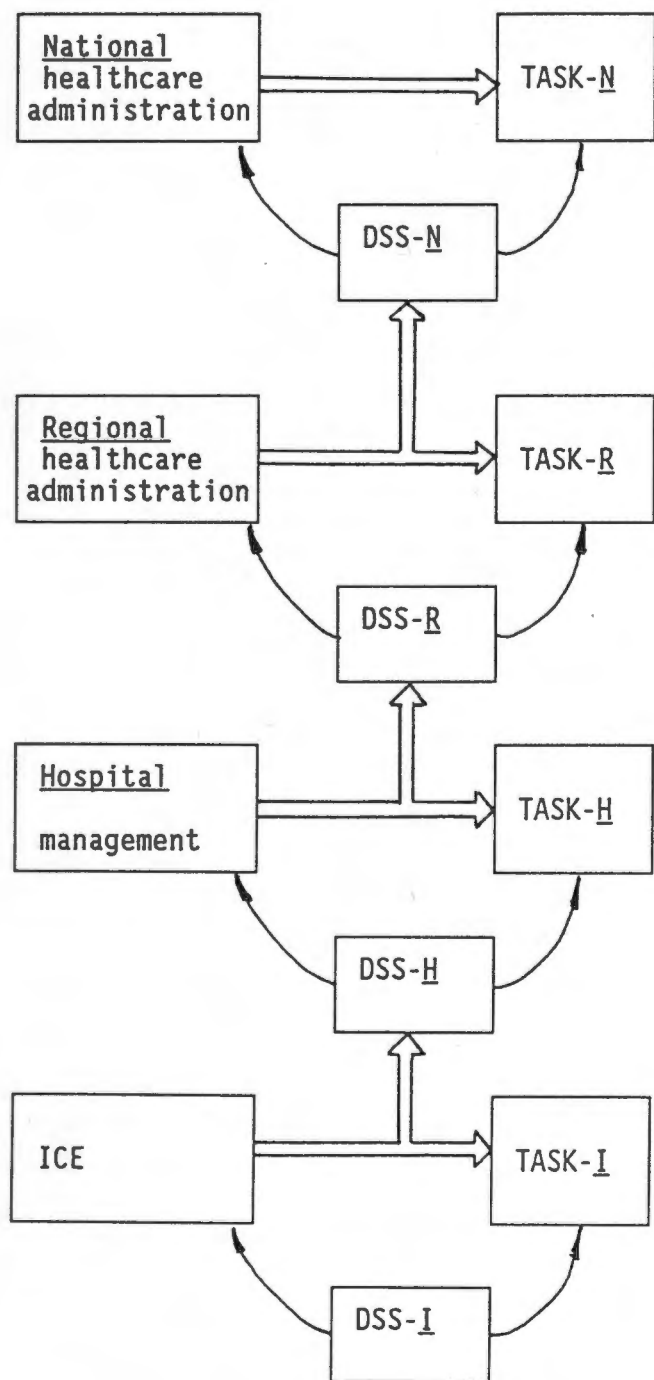 National
healthcare
administration
TASK-N
DSS-N
Regional
healthcare
administration
TASK-R
DSS-R
Hospital
management
TASK-H
DSS-H
ICE
TASK-I
DSS-I